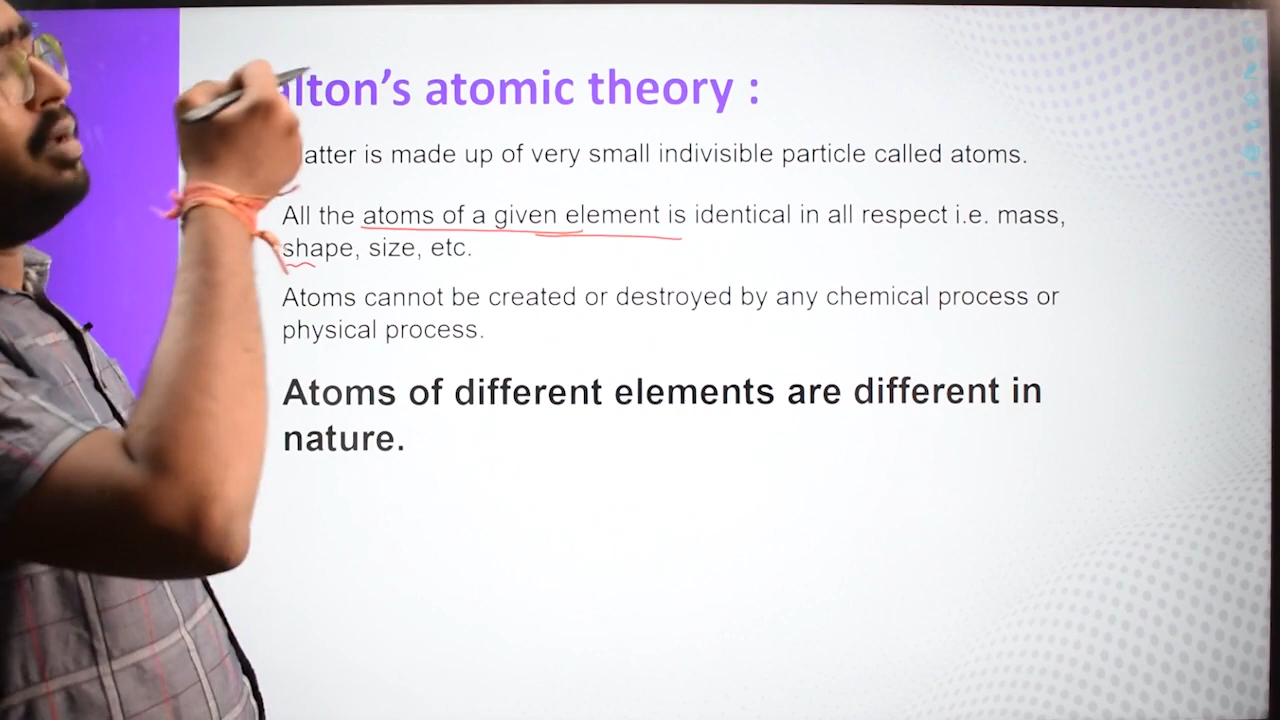 alton's atomic theory :
atter is made up of very small indivisible particle called atoms.
All the atoms of a given element is identical in all respect i.e. mass,
shape, size, etc.
Atoms cannot be created or destroyed by any chemical process or
physical process.
Atoms of different elements are different in
nature.